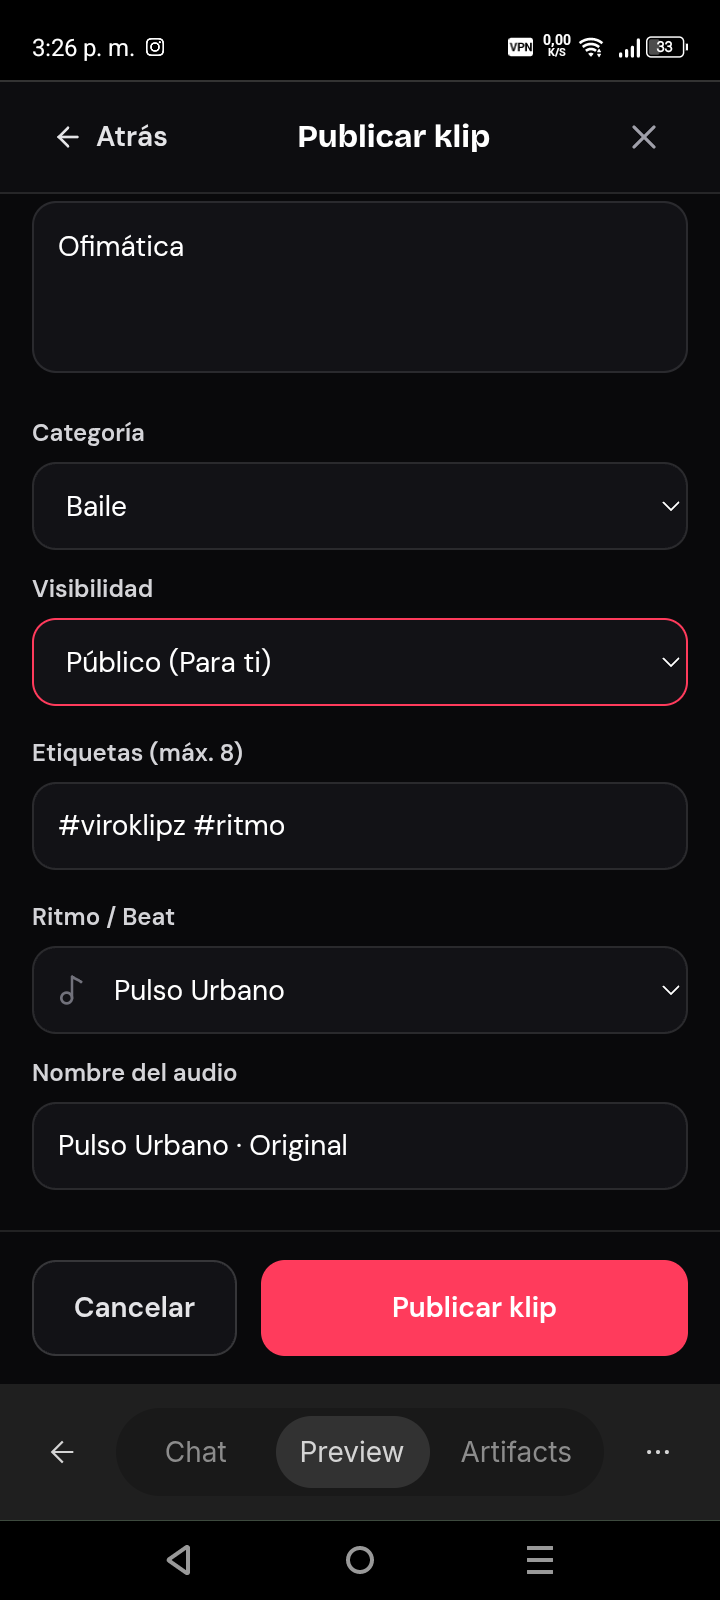 3:26 p. m.
VPN 0,00 K/S 33
Atrás
Publicar klip
Ofimática
Categoría
Baile
Visibilidad
Público (Para ti)
Etiquetas (máx. 8)
#viroklipz #ritmo
Ritmo / Beat
Pulso Urbano
Nombre del audio
Pulso Urbano · Original
Cancelar
Publicar klip
Chat
Preview
Artifacts